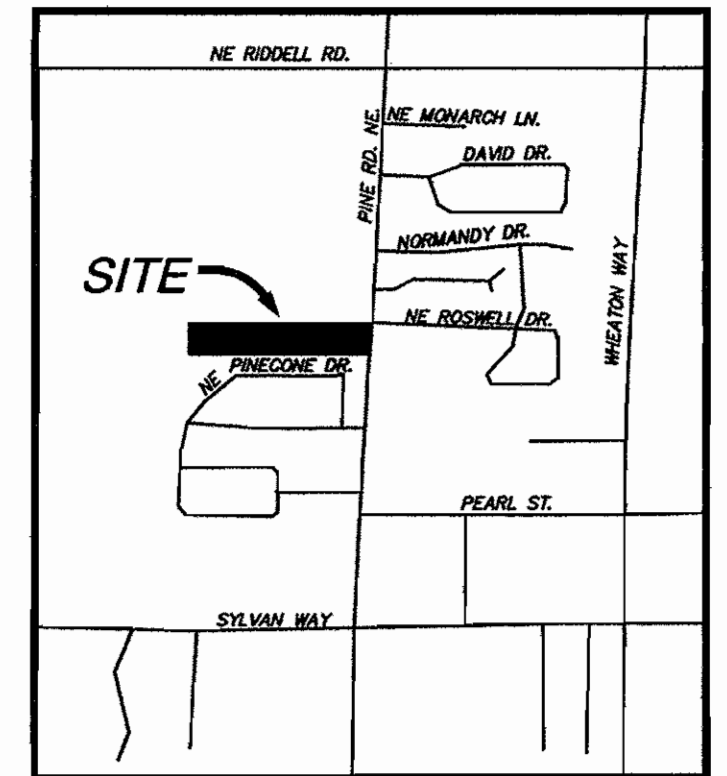 NE RIDDELL RD.
NE MONARCH LN.
PINE RD. NE.
DAVID DR.
NORMANDY DR.
WHEATON WAY
SITE
NE ROSWELL DR.
NE PINECONE DR.
PEARL ST.
SYLVAN WAY